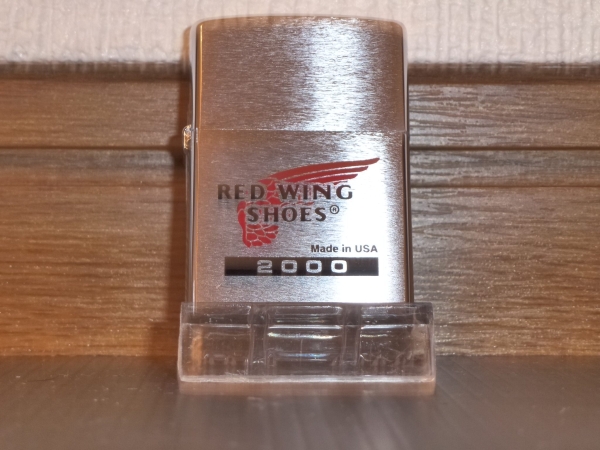 RED WING
SHOES®
Made in USA
2000